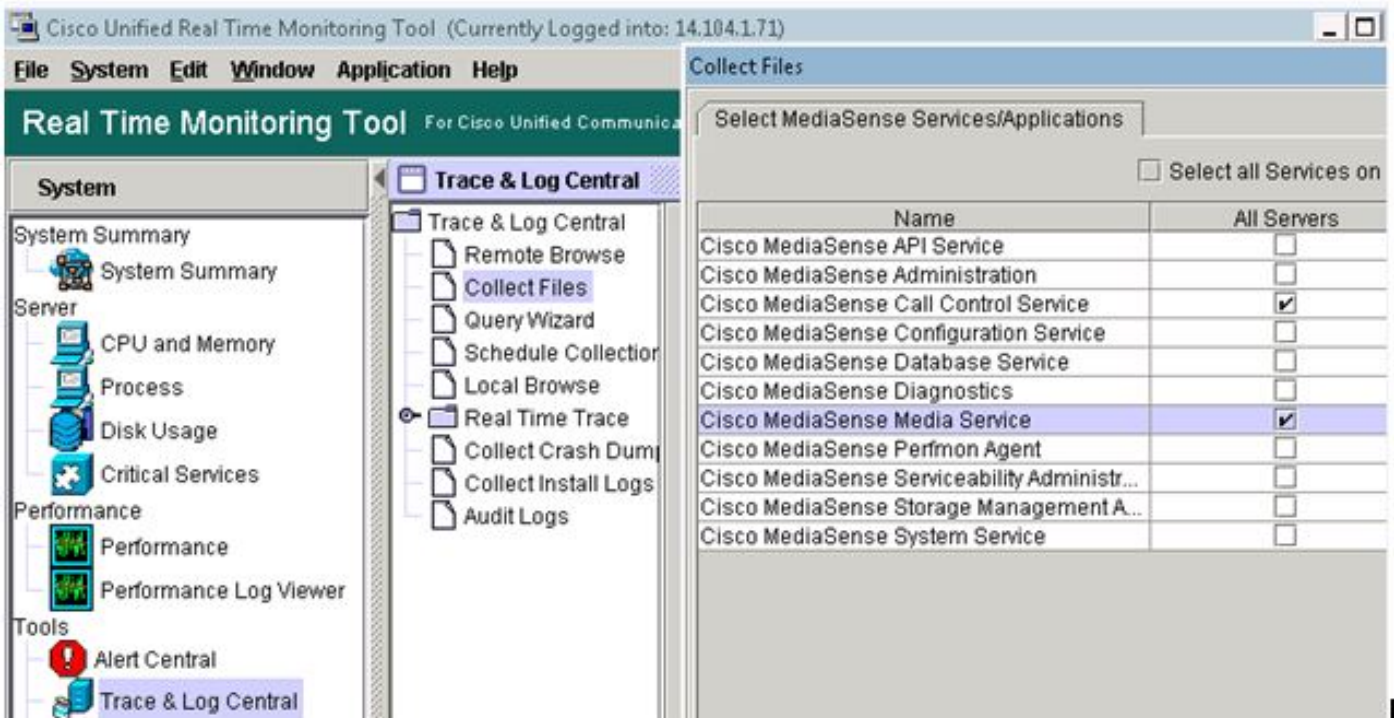 Cisco Unified Real Time Monitoring Tool (Currently Logged into: 14.104.1.71)
File System Edit Window Application Help
Real Time Monitoring Tool For Cisco Unified Communica
System
System Summary
System Summary
Server
CPU and Memory
Process
Disk Usage
Critical Services
Performance
Performance
Performance Log Viewer
Tools
Alert Central
Trace & Log Central
Trace & Log Central
Trace & Log Central
Remote Browse
Collect Files
Query Wizard
Schedule Collection
Local Browse
Real Time Trace
Collect Crash Dum
Collect Install Logs
Audit Logs
Collect Files
Select MediaSense Services/Applications
Select all Services on
Name All Servers
Cisco MediaSense API Service
Cisco MediaSense Administration
Cisco MediaSense Call Control Service
Cisco MediaSense Configuration Service
Cisco MediaSense Database Service
Cisco MediaSense Diagnostics
Cisco MediaSense Media Service
Cisco MediaSense Perfmon Agent
Cisco MediaSense Serviceability Administr...
Cisco MediaSense Storage Management A...
Cisco MediaSense System Service